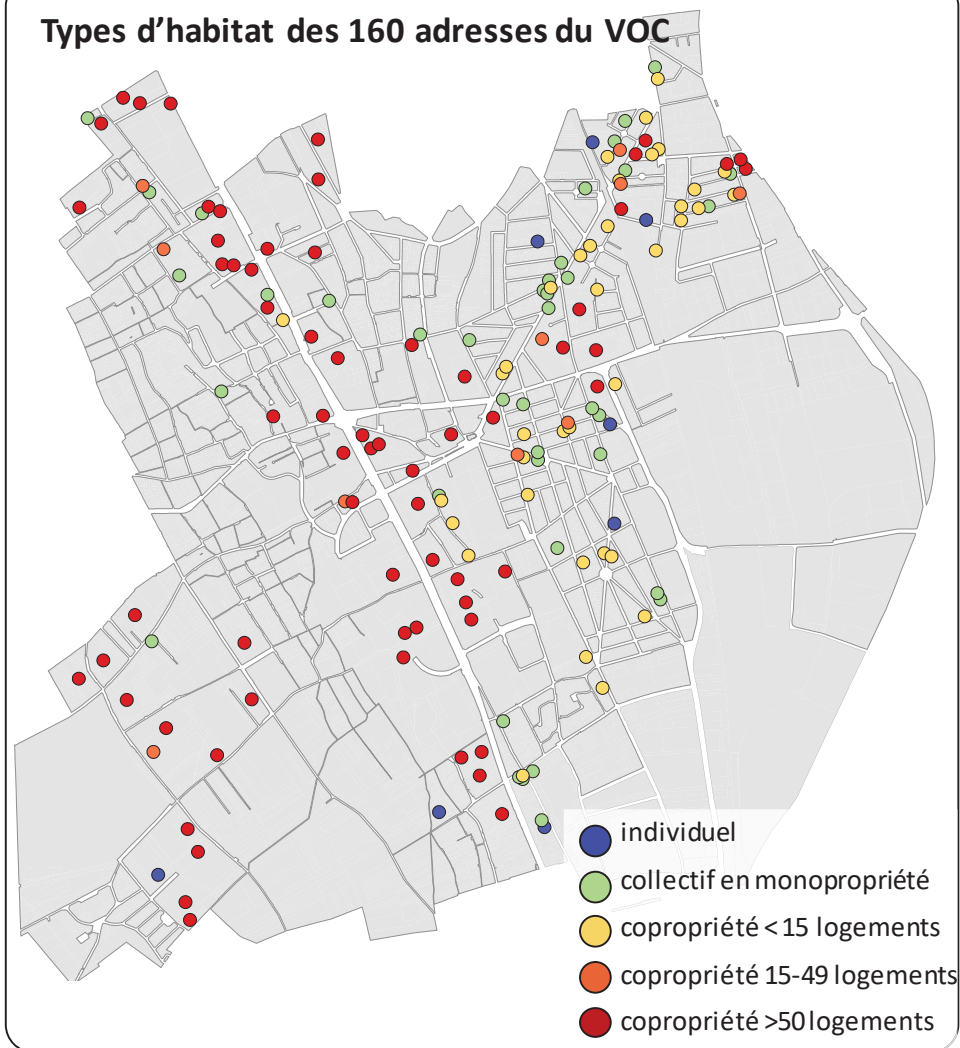 Types d’habitat des 160 adresses du VOC
individuel
collectif en monopropriété
copropriété < 15 logements
copropriété 15-49 logements
copropriété >50 logements